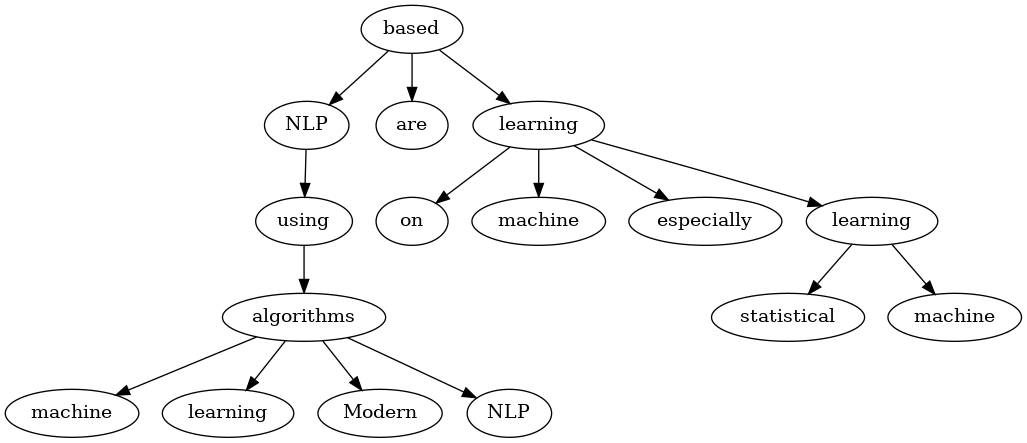 based
NLP are learning
using on machine especially learning
algorithms statistical machine
machine learning Modern NLP